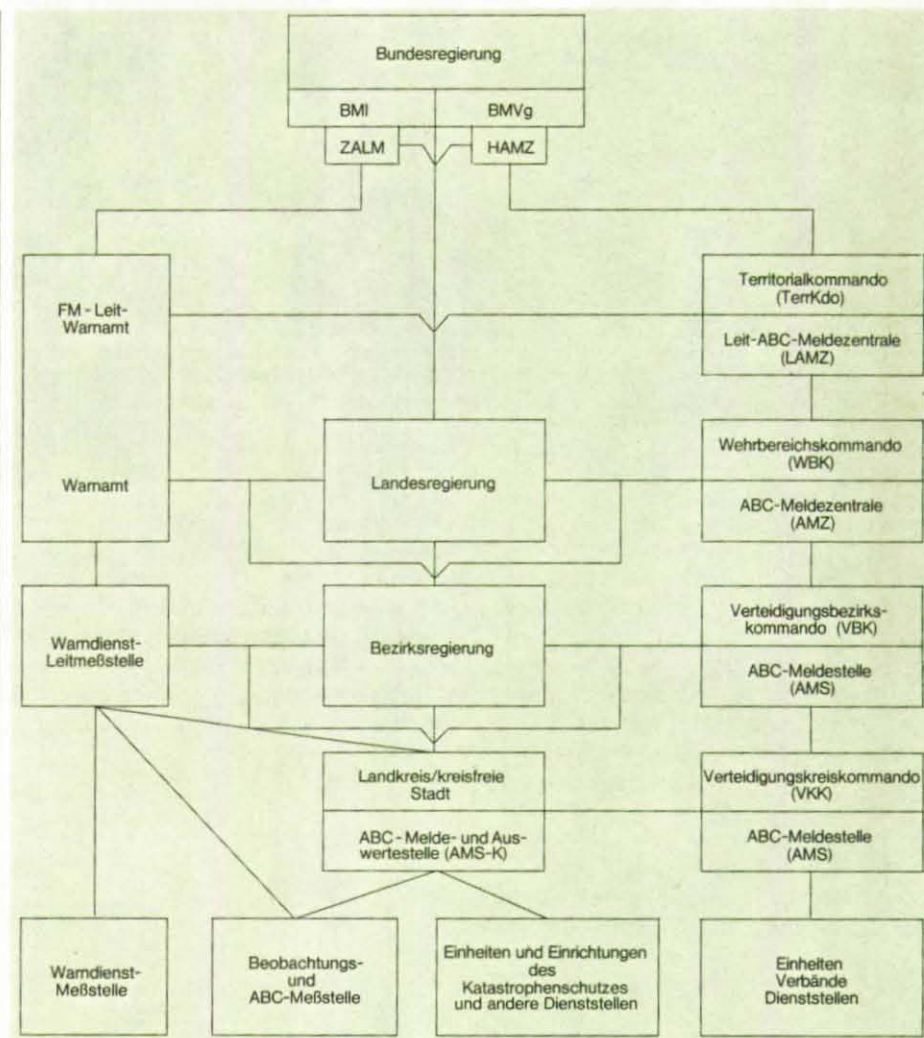 Bundesregierung
BMI
BMVg
ZALM
HAMZ
FM - Leit-
Warnamt
Warnamt
Territorialkommando
(TerrKdo)
Leit-ABC-Meldezentrale
(LAMZ)
Landesregierung
Wehrbereichskommando
(WBK)
ABC-Meldezentrale
(AMZ)
Warndienst-
Leitmeßstelle
Bezirksregierung
Verteidigungsbezirks-
kommando (VBK)
ABC-Meldestelle
(AMS)
Landkreis/kreisfreie
Stadt
ABC - Melde- und Aus-
wertestelle (AMS-K)
Verteidigungskreiskommando
(VKK)
ABC-Meldestelle
(AMS)
Warndienst-
Meßstelle
Beobachtungs-
und
ABC-Meßstelle
Einheiten und Einrichtungen
des
Katastrophenschutzes
und andere Dienststellen
Einheiten
Verbände
Dienststellen